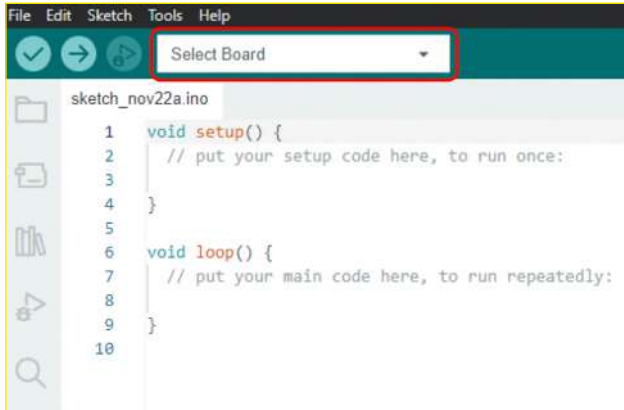 File Edit Sketch Tools Help
Select Board
sketch_nov22a.ino
1 void setup() {
2 // put your setup code here, to run once:
3
4 }
5
6 void loop() {
7 // put your main code here, to run repeatedly:
8
9 }
10